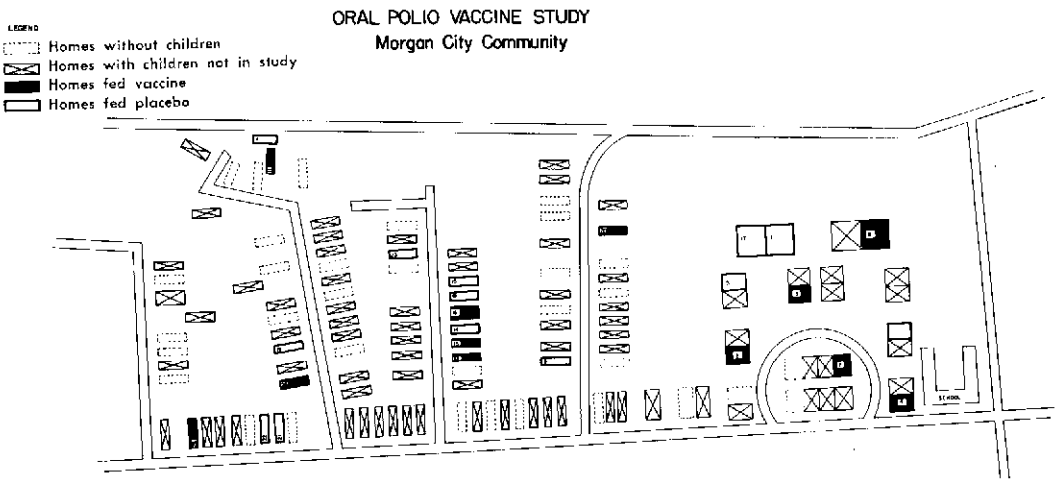 ORAL POLIO VACCINE STUDY
Morgan City Community
LEGEND
Homes without children
Homes with children not in study
Homes fed vaccine
Homes fed placebo
SCHOOL